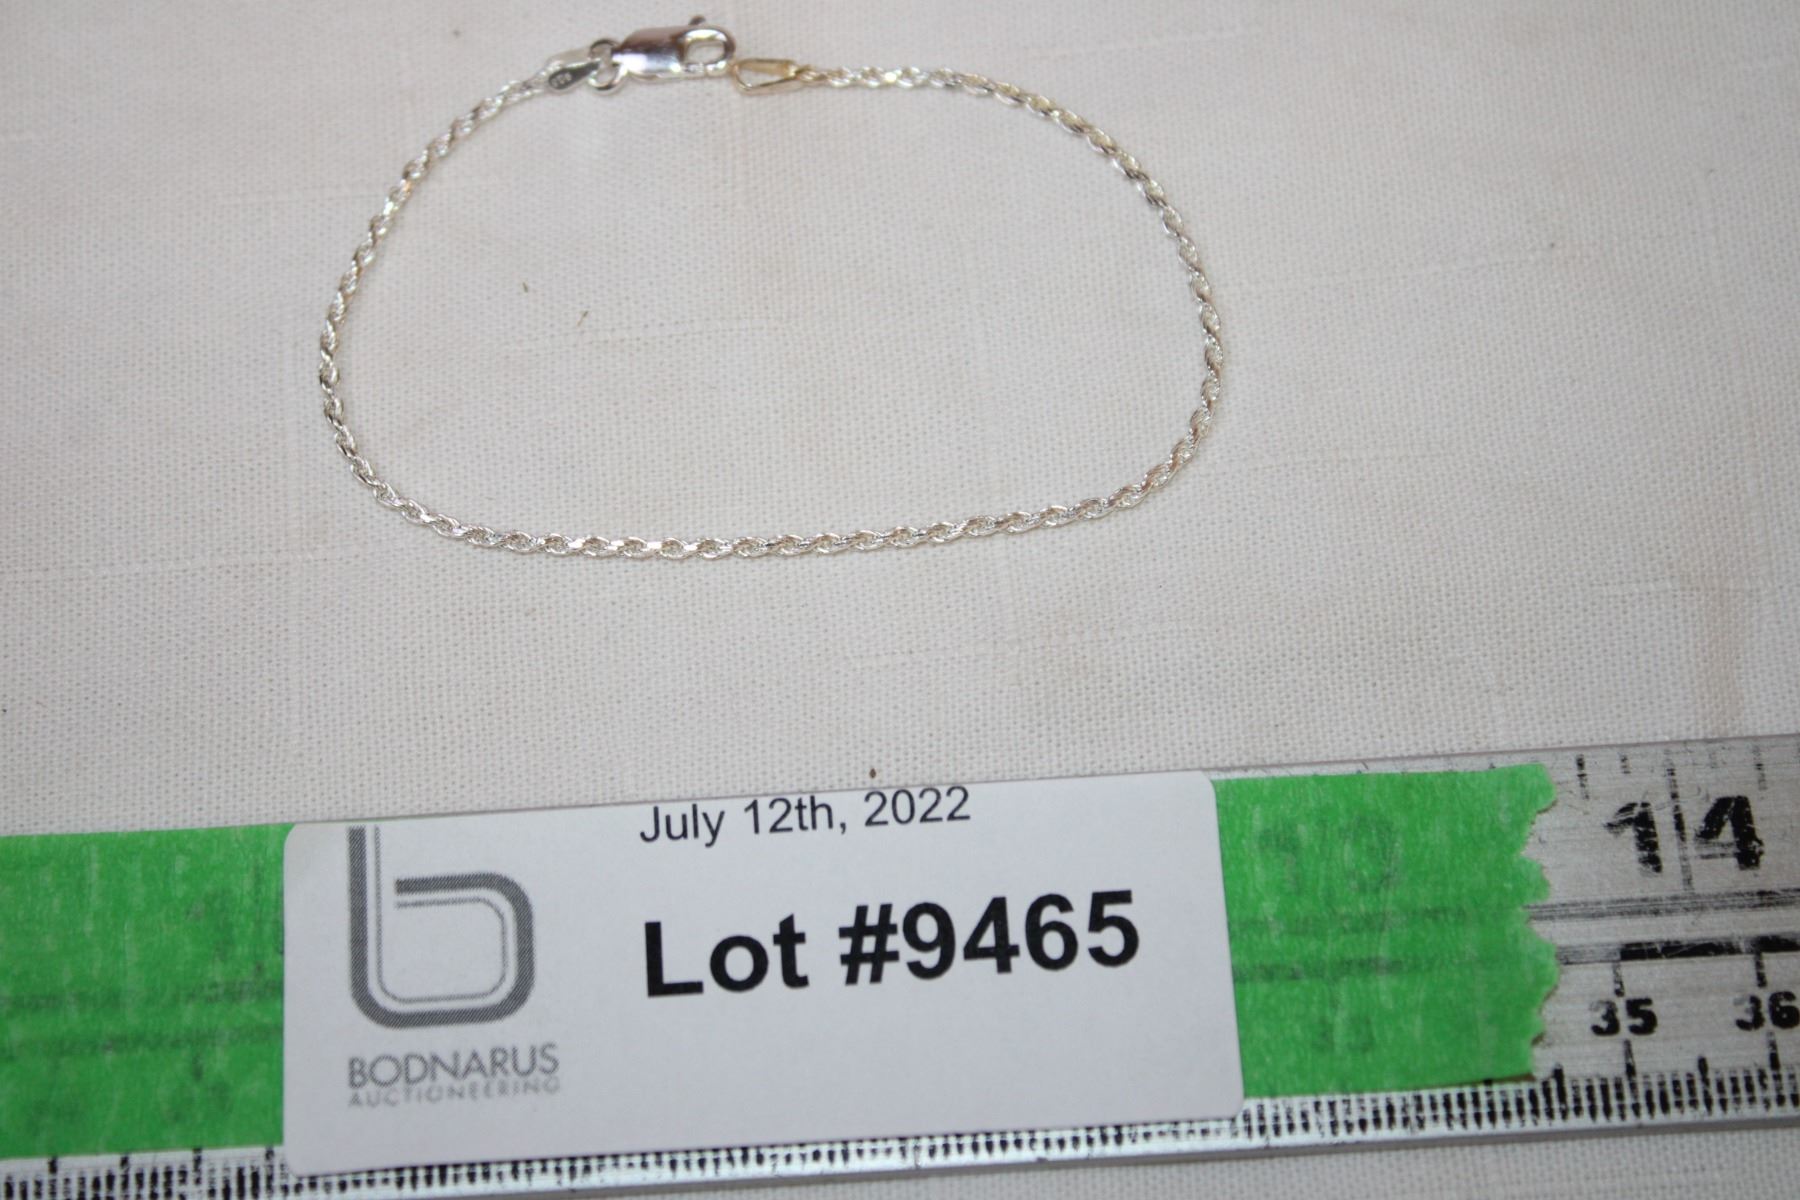 July 12th, 2022
Lot #9465
BODNARUS
AUCTIONEERING
14
35 36